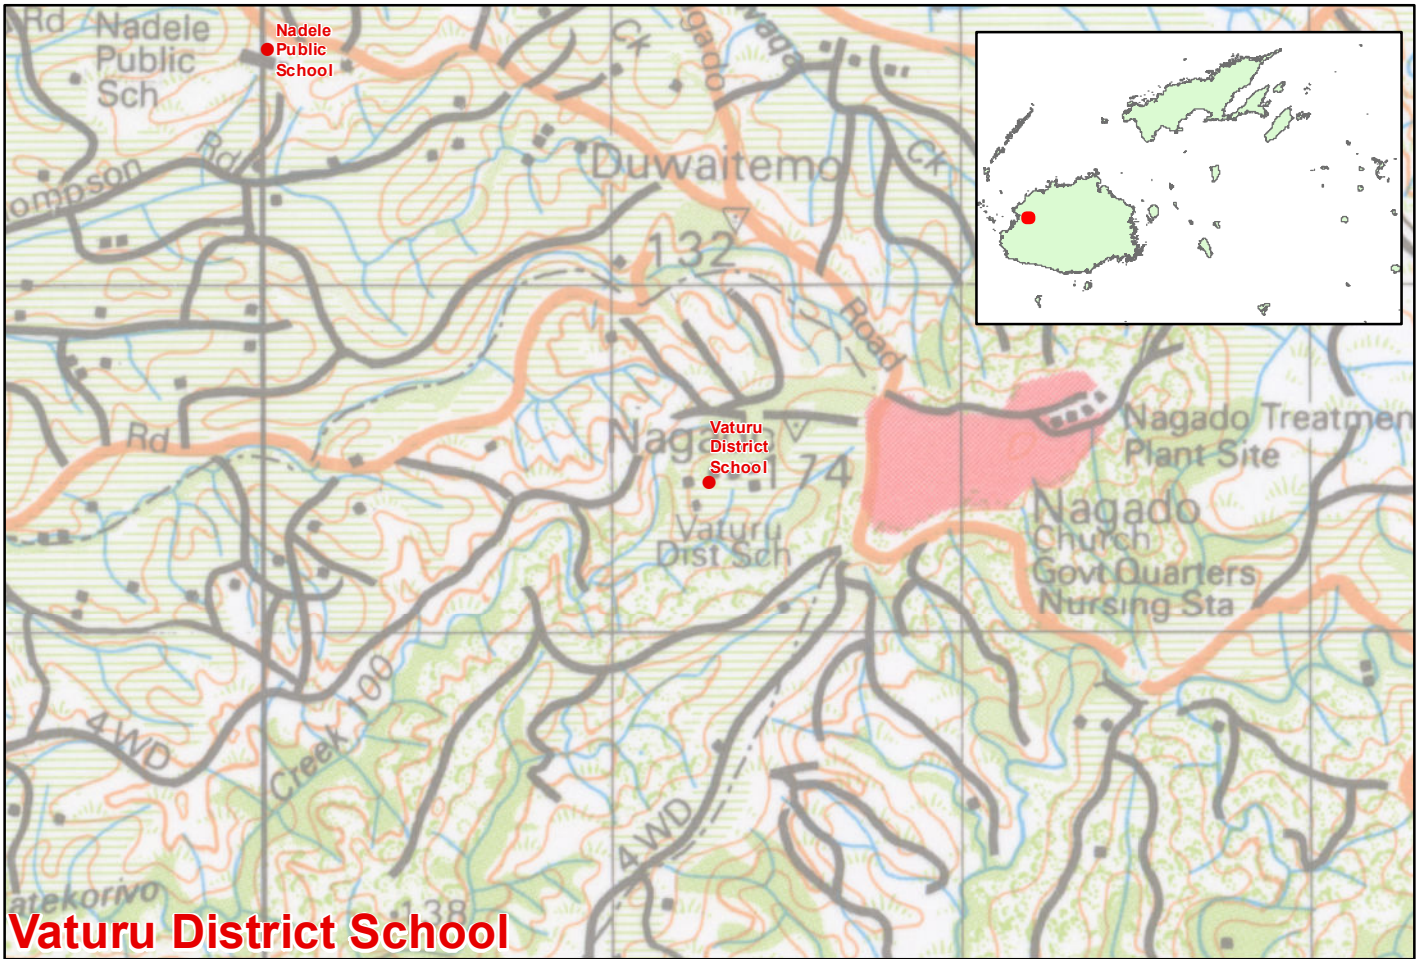 Rd
Nadele
Public
Sch
Nadele
Public
School
Ck
Rd
Duwaitemo
Ck
ompson
132
Road
Rd
Nagado Treatmen
Plant Site
Vaturu
District
School
174
Vaturu
Dist Sch
Nagado
Church
Govt Quarters
Nursing Sta
4WD
Creek
100
4WD
atekorivo
138
Vaturu District School